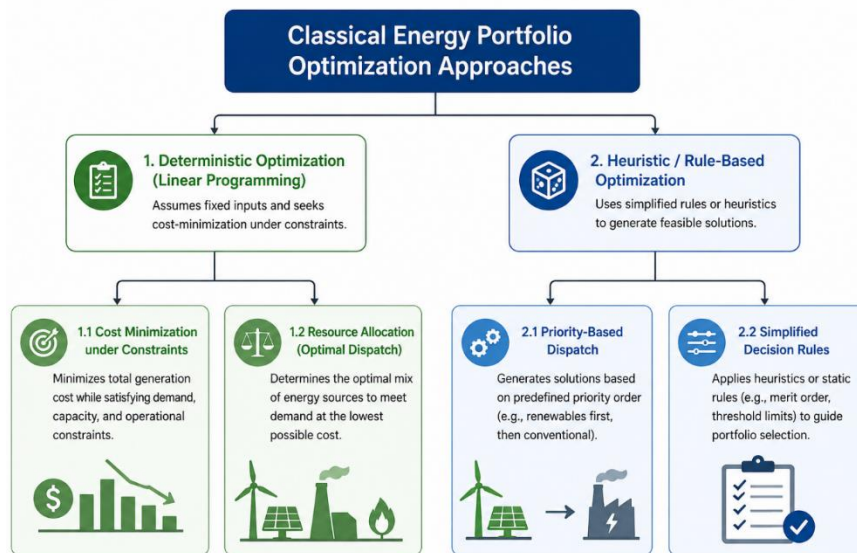 Classical Energy Portfolio
Optimization Approaches
1. Deterministic Optimization
(Linear Programming)
Assumes fixed inputs and seeks
cost-minimization under constraints.
2. Heuristic / Rule-Based
Optimization
Uses simplified rules or heuristics
to generate feasible solutions.
1.1 Cost Minimization
under Constraints
Minimizes total generation
cost while satisfying demand,
capacity, and operational
constraints.
$
1.2 Resource Allocation
(Optimal Dispatch)
Determines the optimal mix
of energy sources to meet
demand at the lowest
possible cost.
2.1 Priority-Based
Dispatch
Generates solutions based
on predefined priority order
(e.g., renewables first,
then conventional).
2.2 Simplified
Decision Rules
Applies heuristics or static
rules (e.g., merit order,
threshold limits) to guide
portfolio selection.